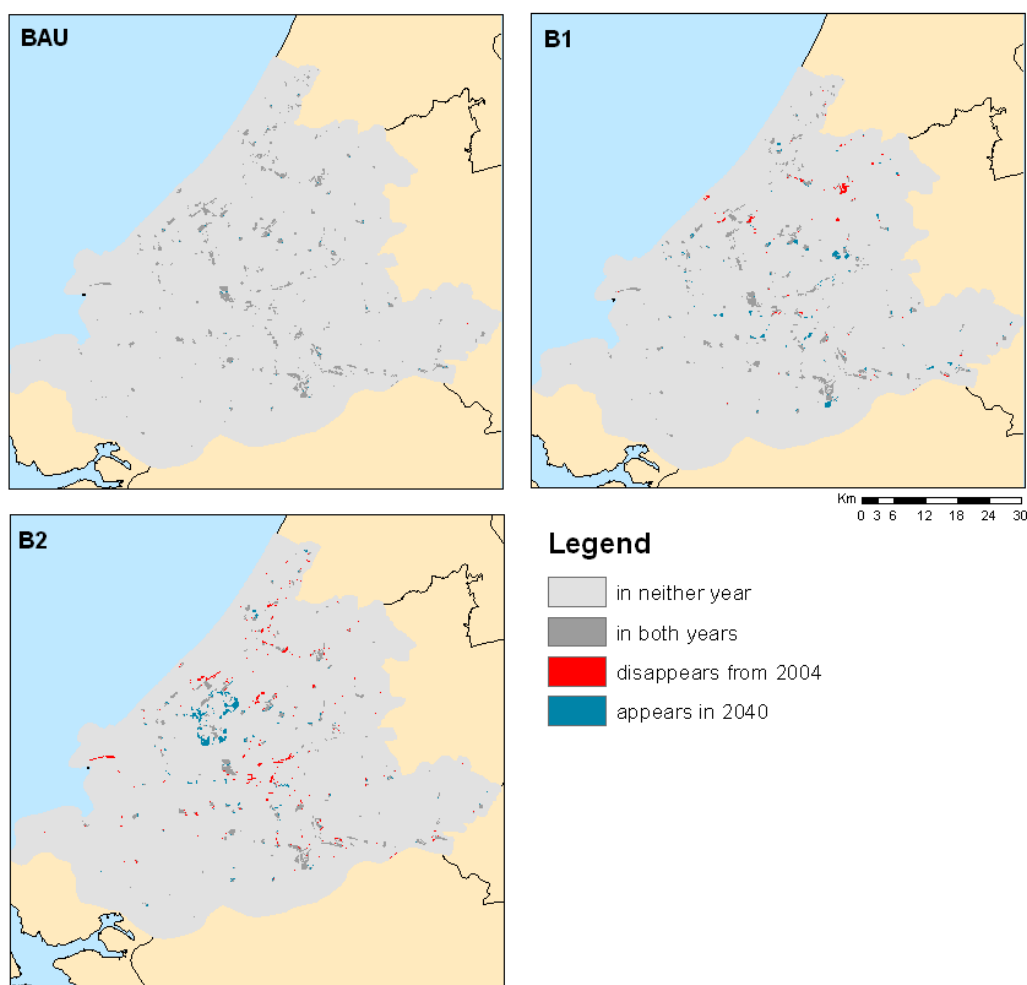 BAU
B1
Km
0 3 6 12 18 24 30
B2
Legend
in neither year
in both years
disappears from 2004
appears in 2040